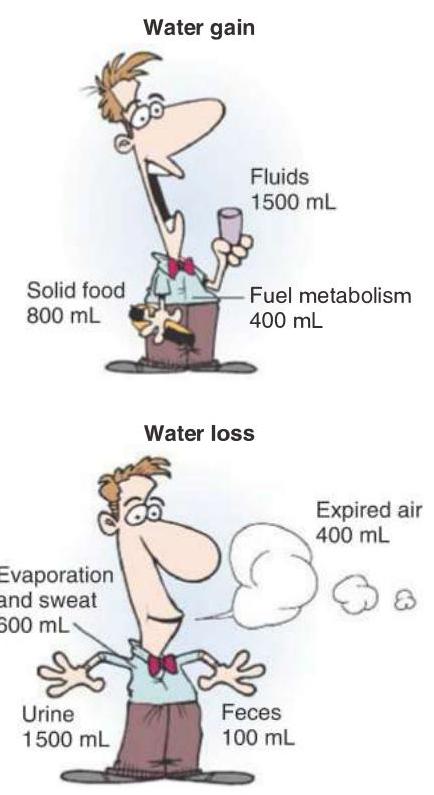 Water gain
Fluids
1500 mL
Solid food
800 mL
Fuel metabolism
400 mL
Water loss
Expired air
400 mL
Evaporation
and sweat
600 mL
Urine
1500 mL
Feces
100 mL